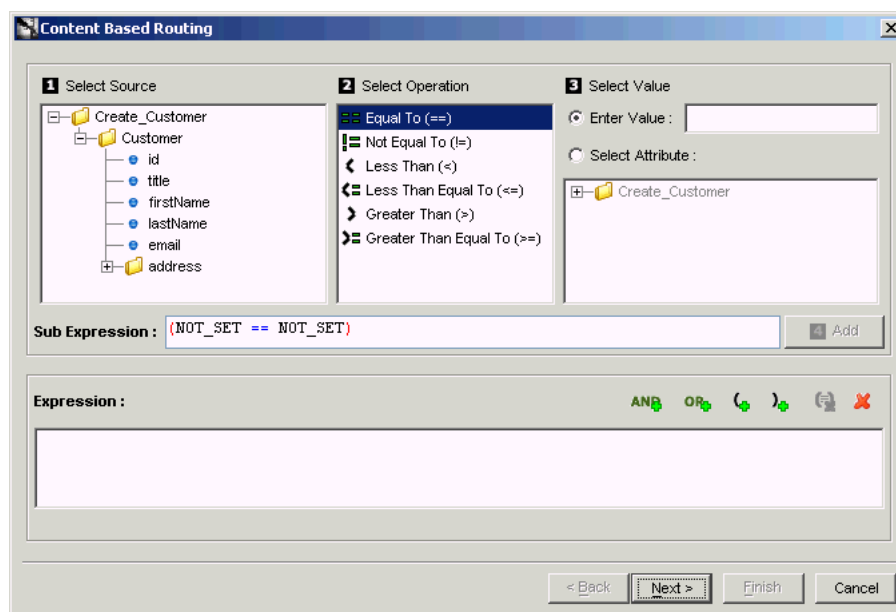 Content Based Routing
1 Select Source
2 Select Operation
3 Select Value
Create_Customer
Customer
id
title
firstName
lastName
email
address
== Equal To (==)
!= Not Equal To (!=)
< Less Than (<)
<= Less Than Equal To (<=)
> Greater Than (>)
>= Greater Than Equal To (>=)
Enter Value :
Select Attribute :
Create_Customer
Sub Expression : (NOT_SET == NOT_SET)
4 Add
Expression :
AND OR ( )
< Back Next > Finish Cancel